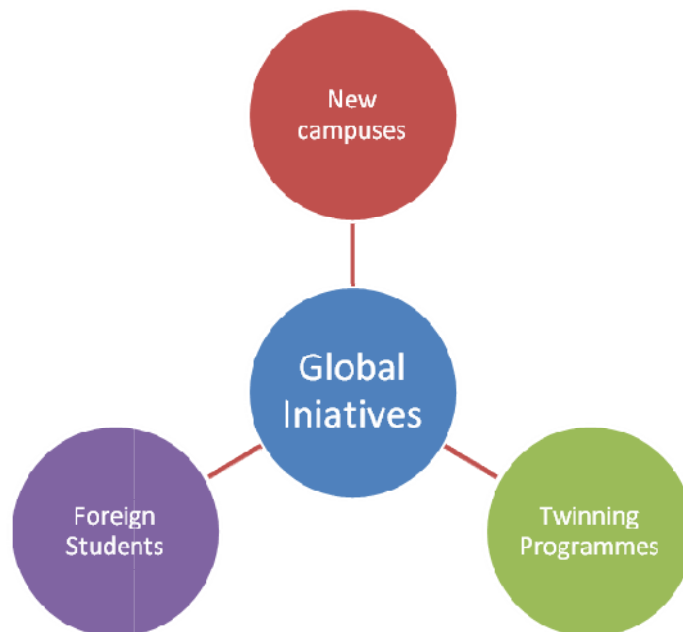 New
campuses
Global
Iniatives
Foreign
Students
Twinning
Programmes